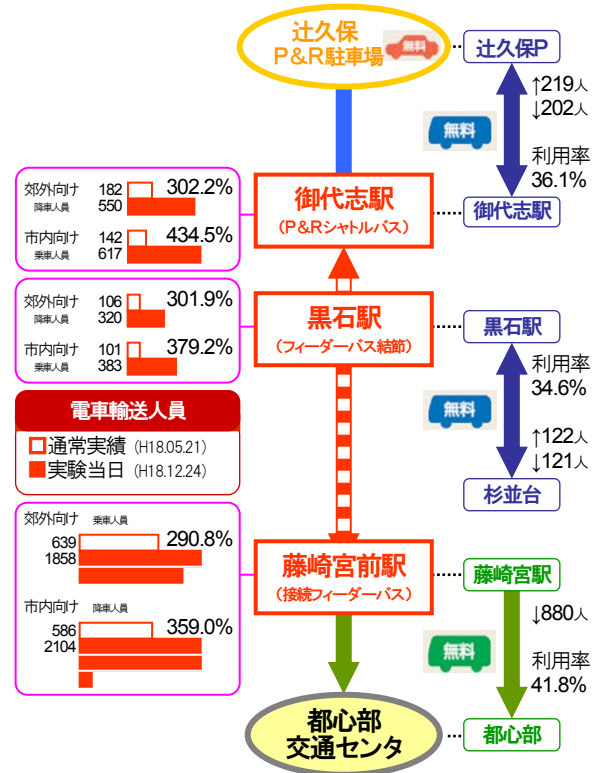 辻久保
P&R駐車場
無料
辻久保P
↑219人
↓202人
無料
利用率
36.1%
郊外向け 182 302.2%
降車人員 550
市内向け 142 434.5%
乗車人員 617
御代志駅
(P&Rシャトルバス)
御代志駅
郊外向け 106 301.9%
降車人員 320
市内向け 101 379.2%
乗車人員 383
黒石駅
(フィーダーバス結節)
黒石駅
利用率
34.6%
無料
↑122人
↓121人
杉並台
電車輸送人員
通常実績 (H18.05.21)
実験当日 (H18.12.24)
郊外向け 乗車人員
639 290.8%
1858
市内向け 降車人員
586 359.0%
2104
藤崎宮前駅
(接続フィーダーバス)
藤崎宮駅
↓880人
無料
利用率
41.8%
都心部
交通センタ
都心部